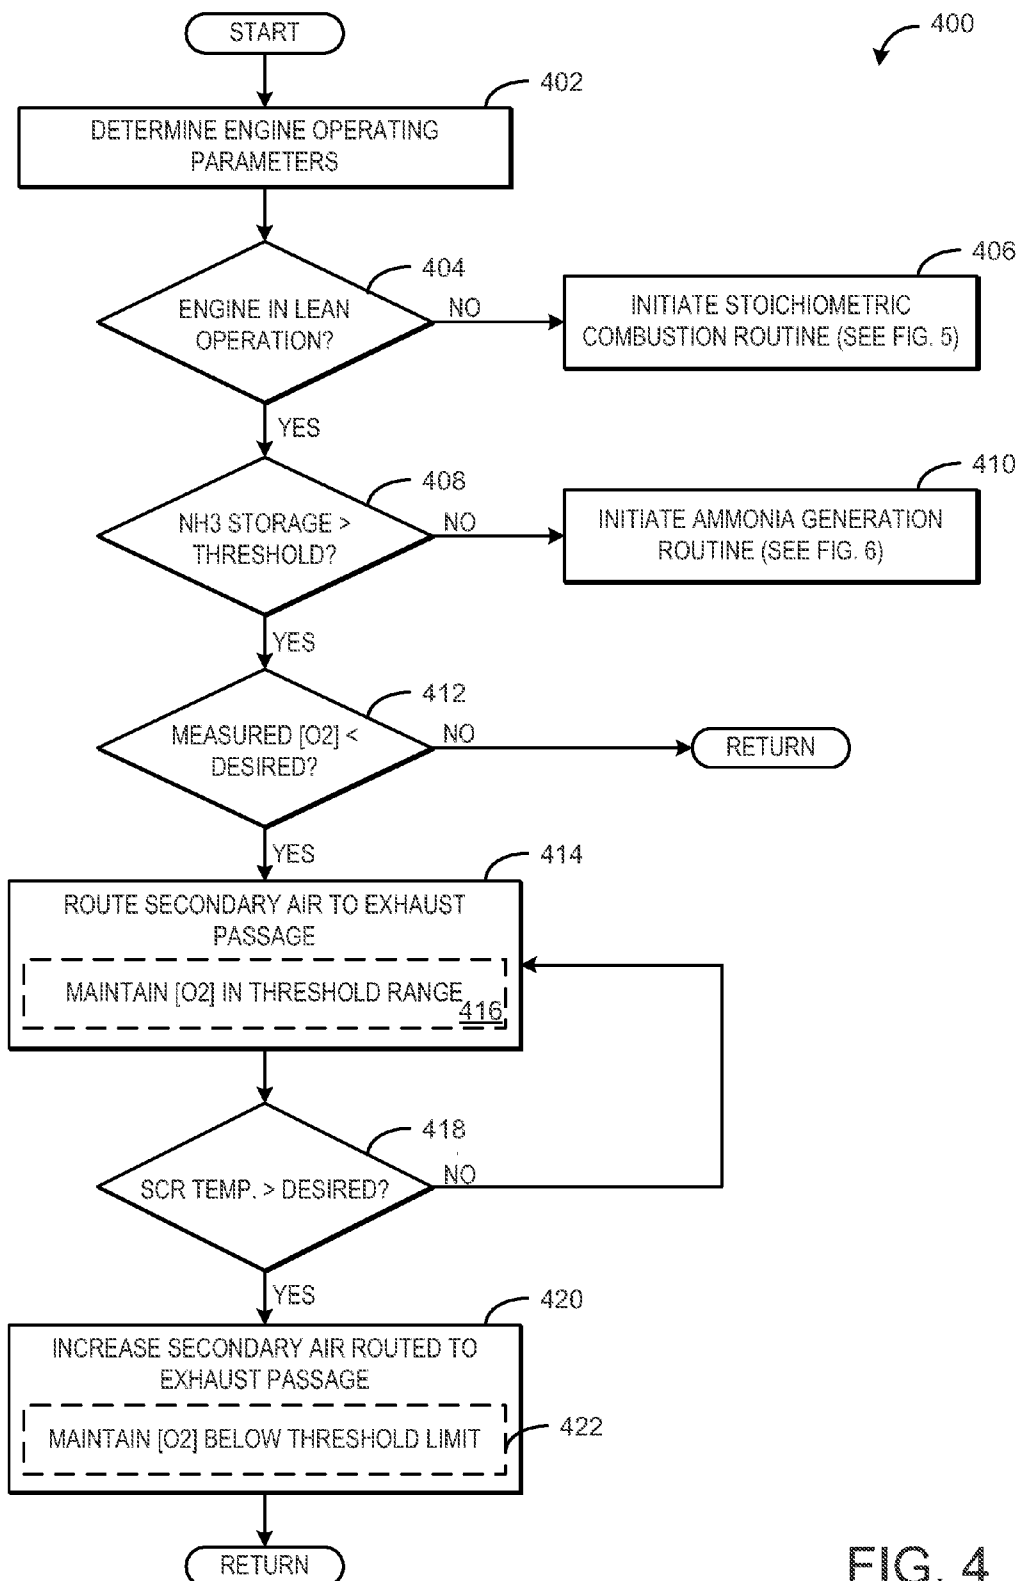 START
400
402
DETERMINE ENGINE OPERATING
PARAMETERS
404
ENGINE IN LEAN
OPERATION?
NO
406
INITIATE STOICHIOMETRIC
COMBUSTION ROUTINE (SEE FIG. 5)
YES
408
NH3 STORAGE >
THRESHOLD?
NO
410
INITIATE AMMONIA GENERATION
ROUTINE (SEE FIG. 6)
YES
412
MEASURED [O2] <
DESIRED?
NO
RETURN
YES
414
ROUTE SECONDARY AIR TO EXHAUST
PASSAGE
MAINTAIN [O2] IN THRESHOLD RANGE
416
418
SCR TEMP. > DESIRED?
NO
YES
420
INCREASE SECONDARY AIR ROUTED TO
EXHAUST PASSAGE
MAINTAIN [O2] BELOW THRESHOLD LIMIT
422
RETURN
FIG. 4